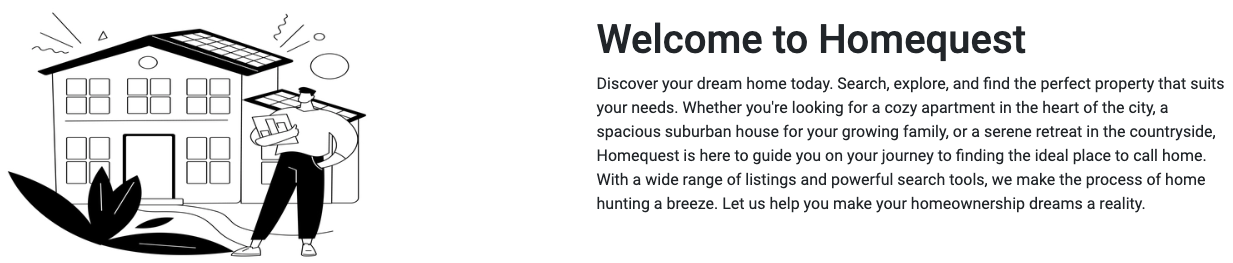 Welcome to Homequest
Discover your dream home today. Search, explore, and find the perfect property that suits
your needs. Whether you're looking for a cozy apartment in the heart of the city, a
spacious suburban house for your growing family, or a serene retreat in the countryside,
Homequest is here to guide you on your journey to finding the ideal place to call home.
With a wide range of listings and powerful search tools, we make the process of home
hunting a breeze. Let us help you make your homeownership dreams a reality.